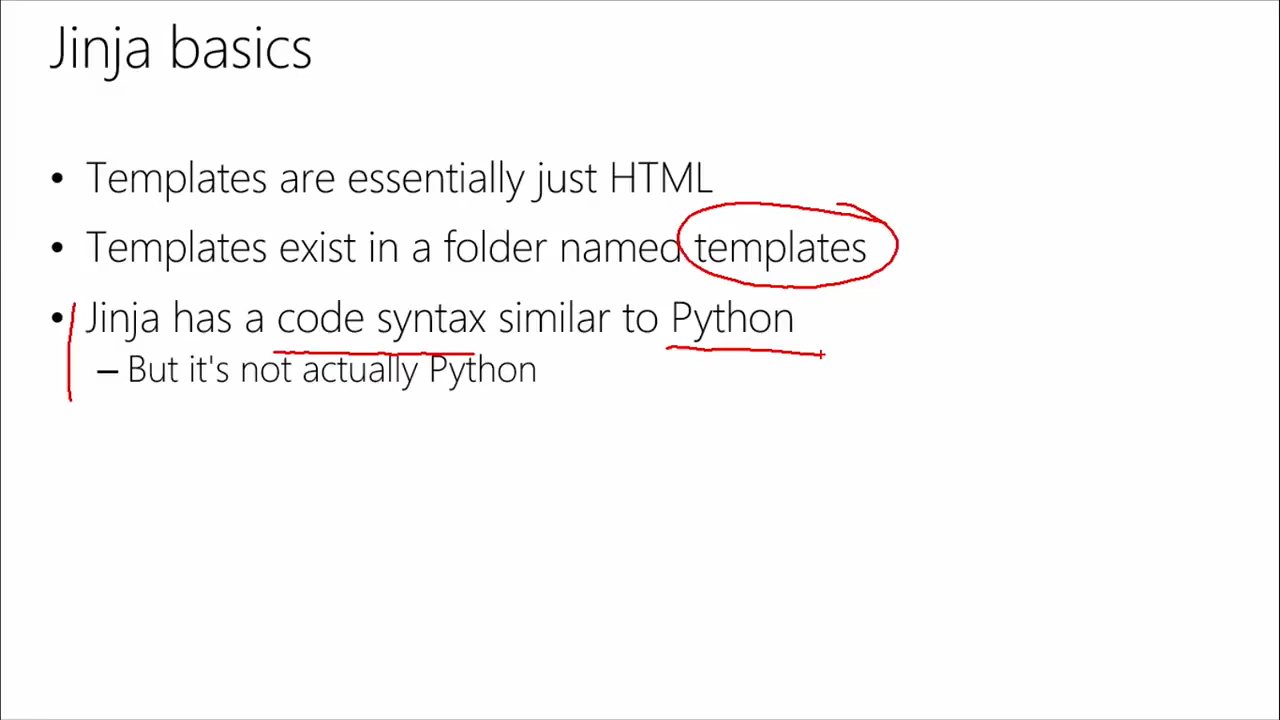 Jinja basics
• Templates are essentially just HTML
• Templates exist in a folder named templates
• Jinja has a code syntax similar to Python
– But it's not actually Python